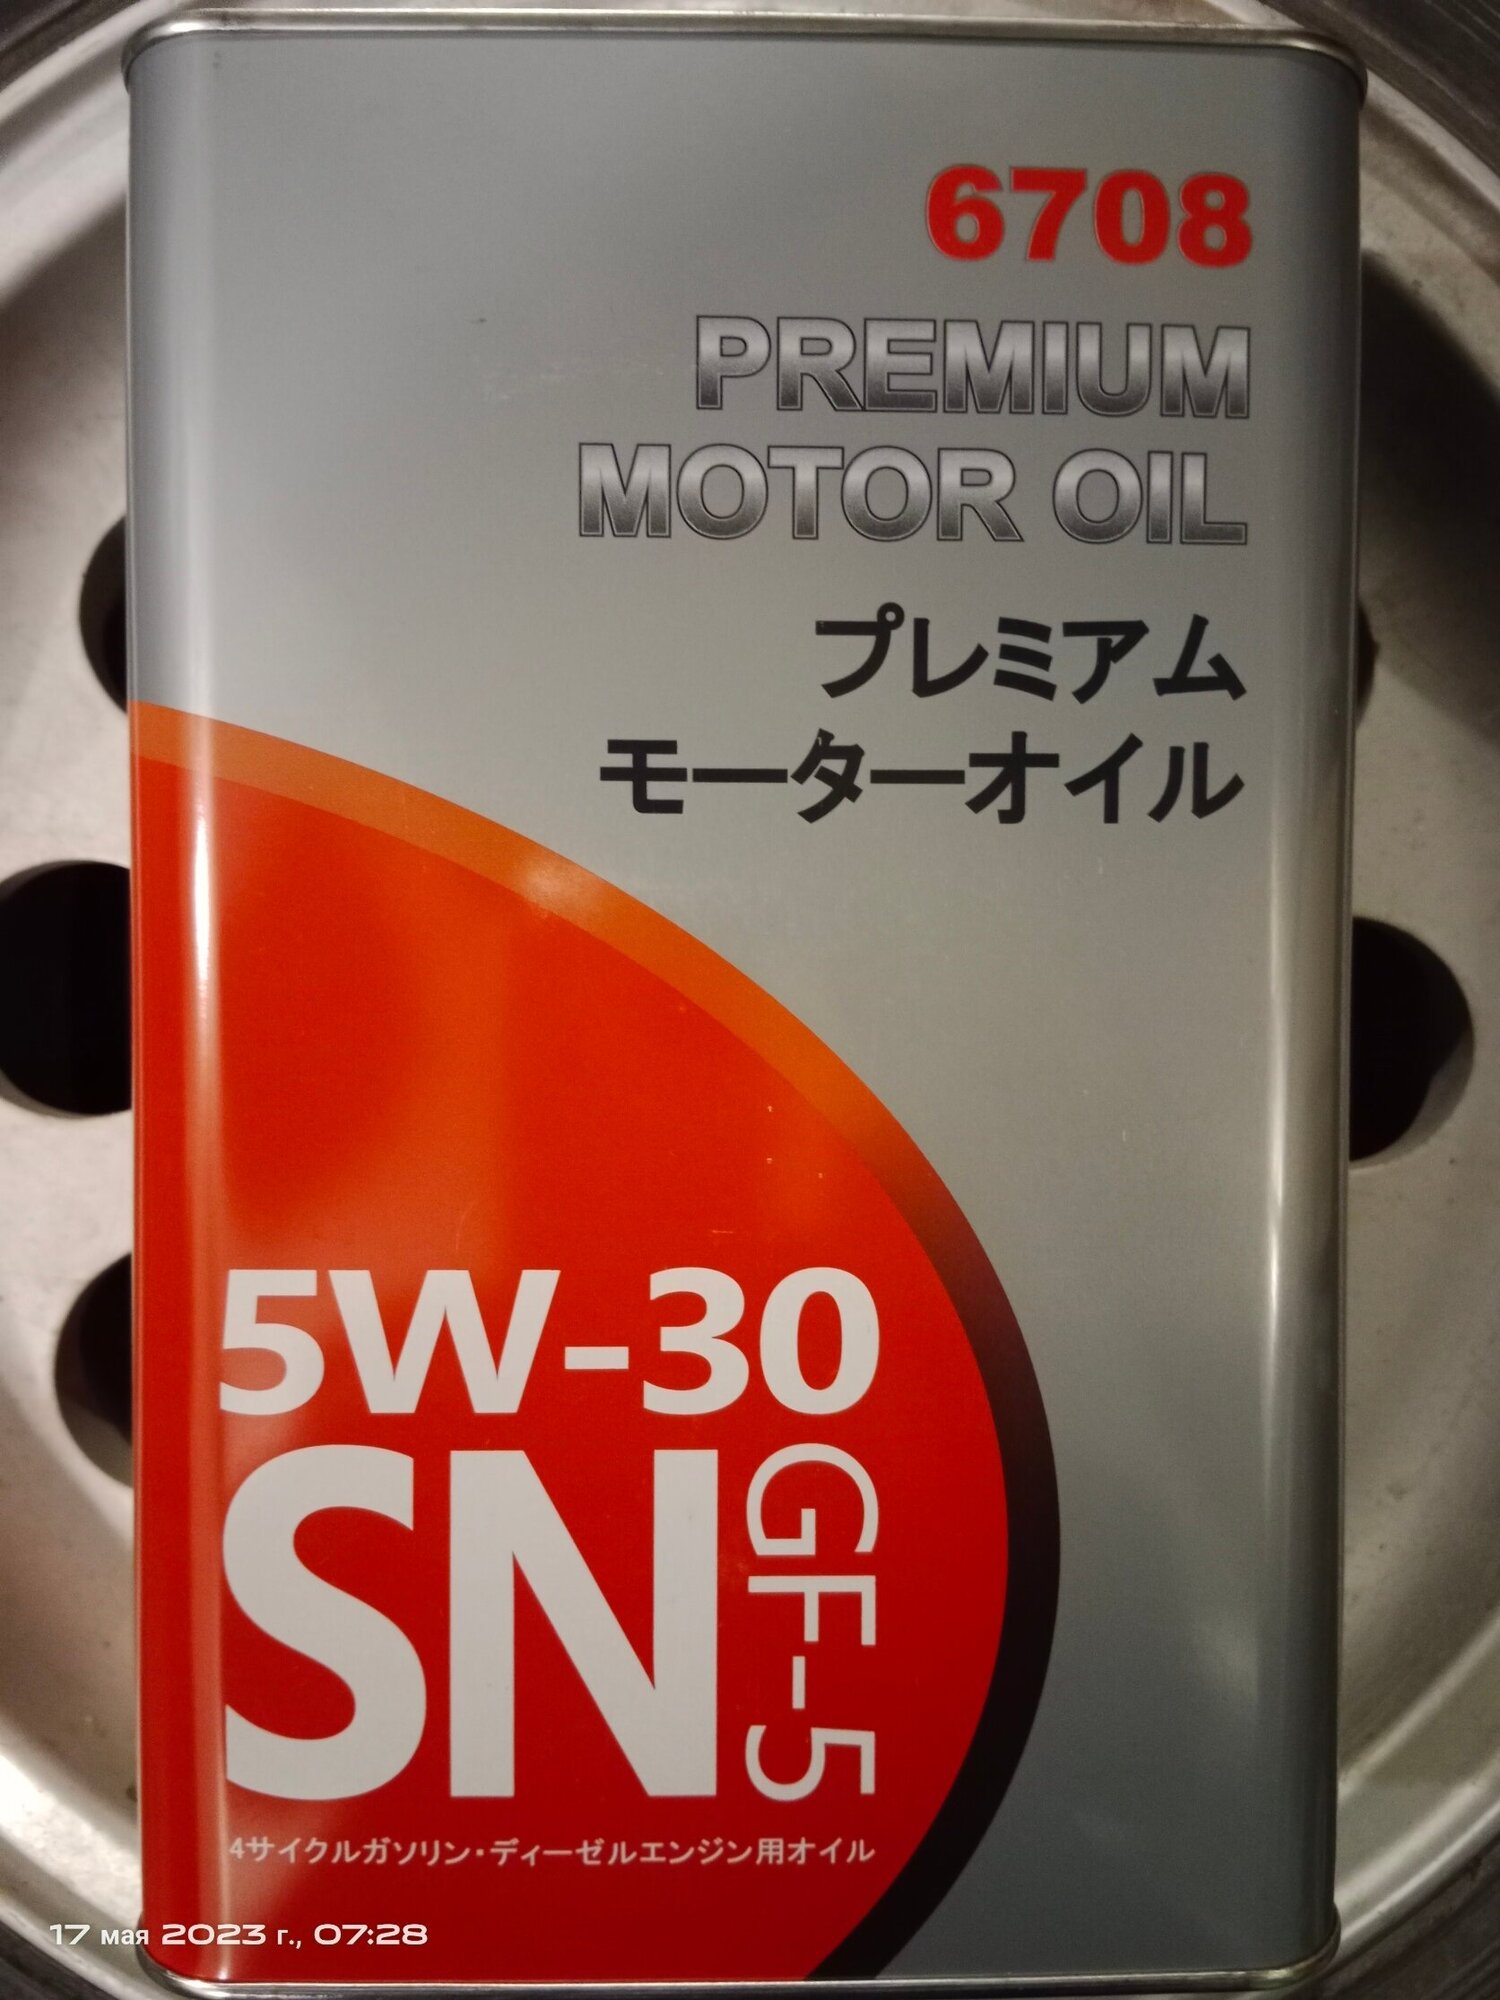 6708
PREMIUM
MOTOR OIL
プレミアム
モーターオイル
5W-30
SN
GF-5
4サイクルガソリン・ディーゼルエンジン用オイル
17 мая 2023 г., 07:28